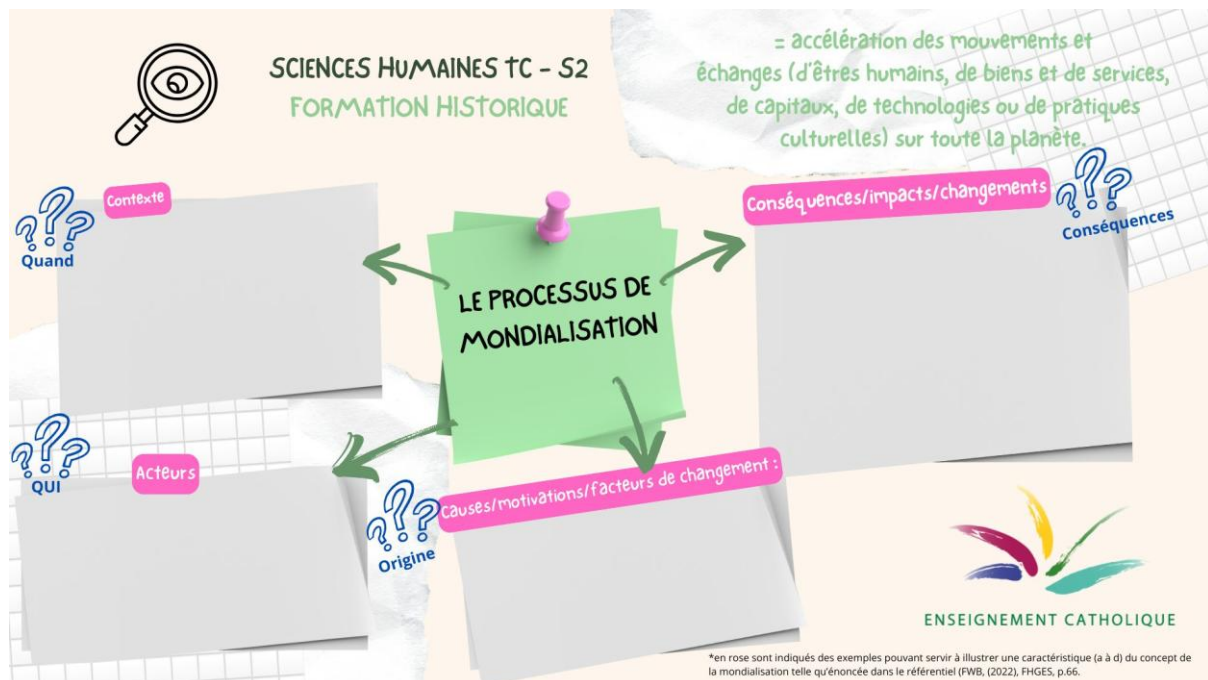 SCIENCES HUMAINES TC - S2
FORMATION HISTORIQUE
= accélération des mouvements et
échanges (d'êtres humains, de biens et de services,
de capitaux, de technologies ou de pratiques
culturelles) sur toute la planète.
???
Quand
Contexte
LE PROCESSUS DE
MONDIALISATION
Conséquences/impacts/changements
???
Conséquences
???
QUI
Acteurs
???
Origine
Causes/motivations/facteurs de changement :
ENSEIGNEMENT CATHOLIQUE
*en rose sont indiqués des exemples pouvant servir à illustrer une caractéristique (a à d) du concept de
la mondialisation telle qu'énoncée dans le référentiel (FWB, (2022), FHGES, p.66.